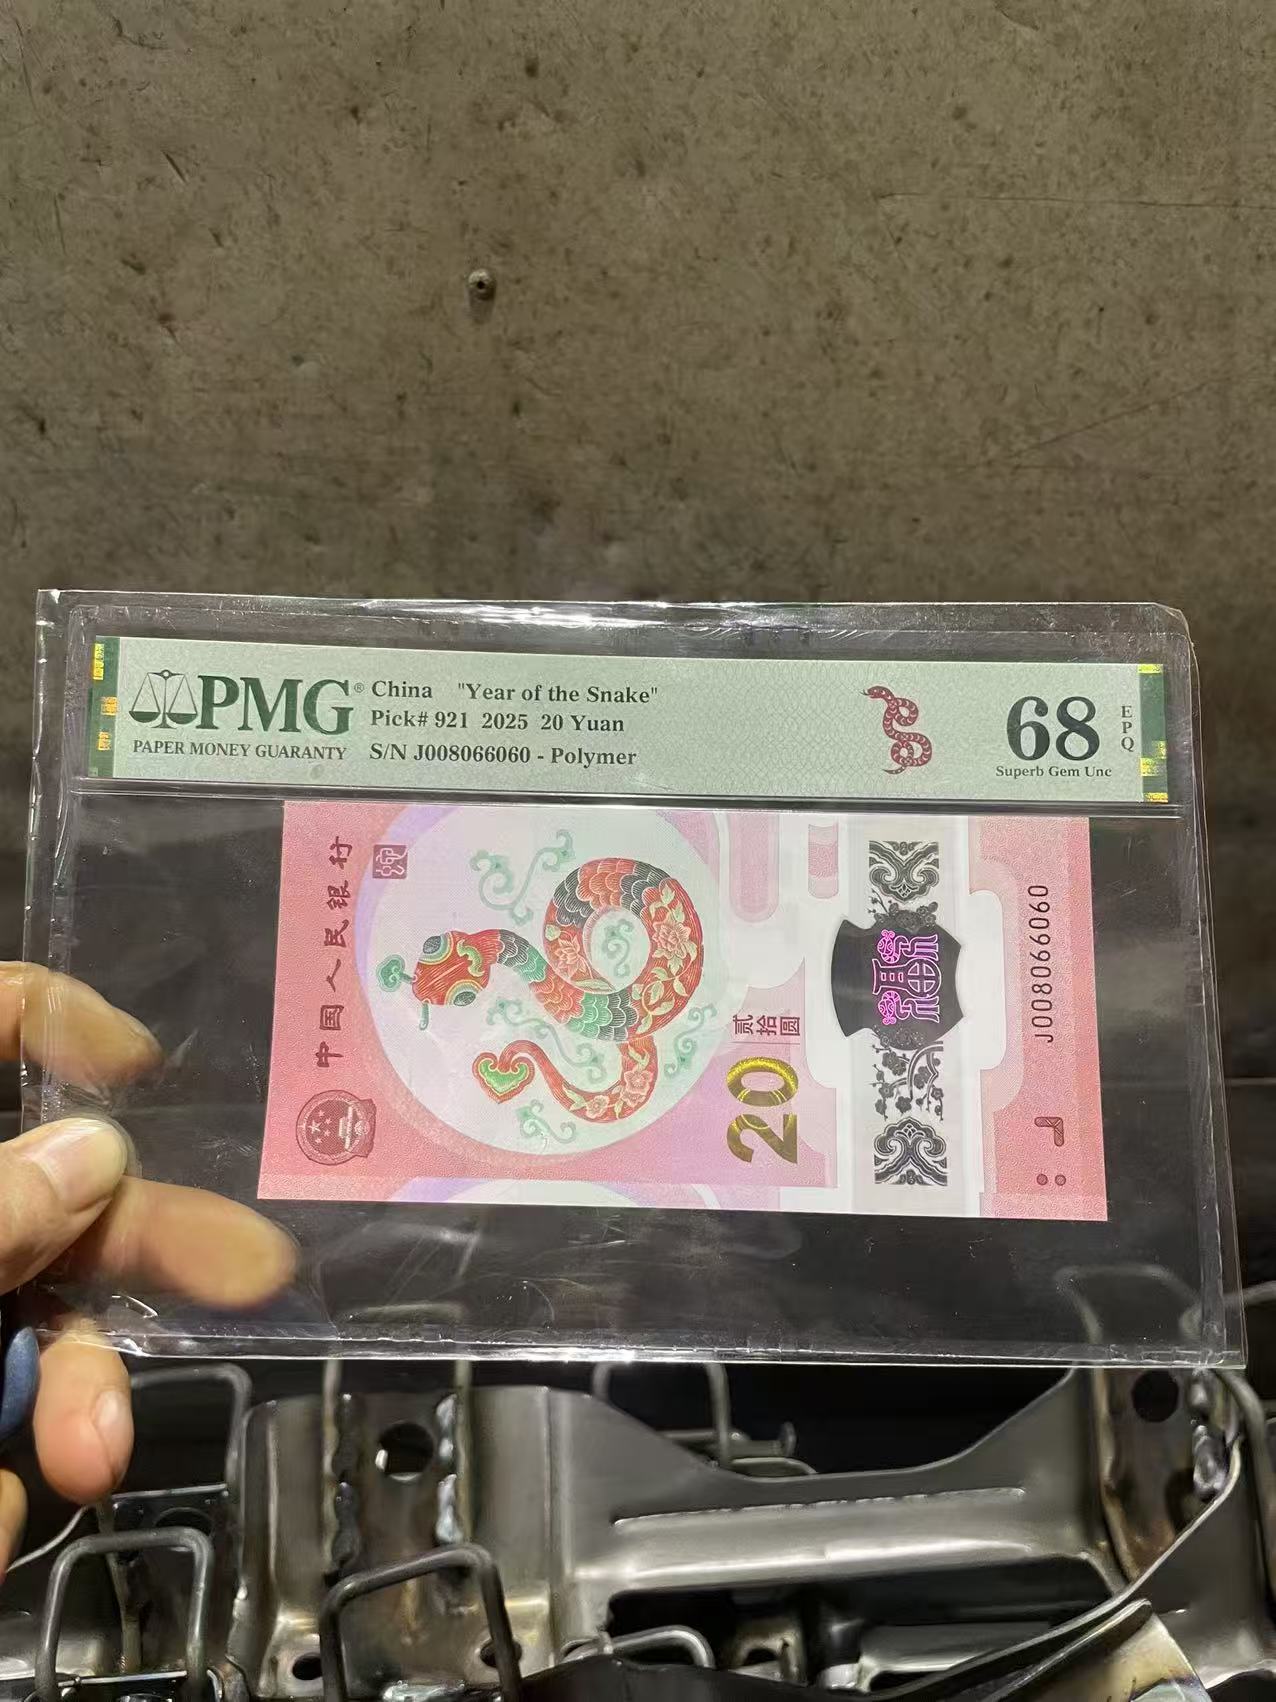 PMG® China "Year of the Snake"
Pick# 921 2025 20 Yuan
PAPER MONEY GUARANTY S/N J008066060 - Polymer
68
EPQ
Superb Gem Unc
中国人民银行
贰拾圆
20
福
J008066060